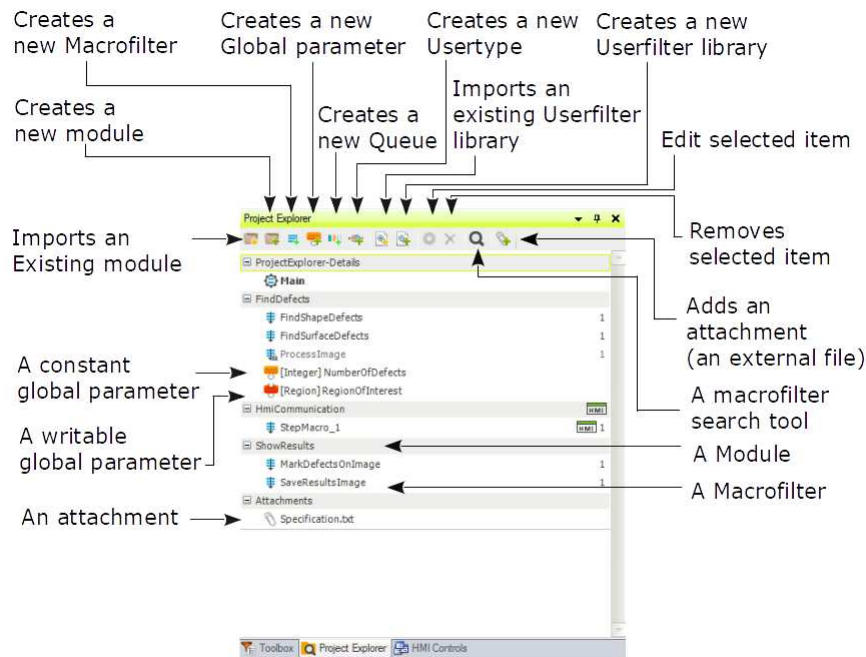 Creates a
new Macrofilter
Creates a new
Global parameter
Creates a new
Usertype
Creates a new
Userfilter library
Creates a
new module
Creates a
new Queue
Imports an
existing Userfilter
library
Edit selected item
Imports an
Existing module
Removes
selected item
Adds an
attachment
(an external file)
A constant
global parameter
A macrofilter
search tool
A writable
global parameter
A Module
A Macrofilter
An attachment
Project Explorer
ProjectExplorer-Details
Main
FindDefects
FindShapeDefects 1
FindSurfaceDefects 1
ProcessImage 1
[Integer] NumberOfDefects
[Region] RegionOfInterest
HmiCommunication HMI
StepMacro_1 HMI 1
ShowResults
MarkDefectsOnImage 1
SaveResultsImage 1
Attachments
Specification.txt
Toolbox Project Explorer HMI Controls